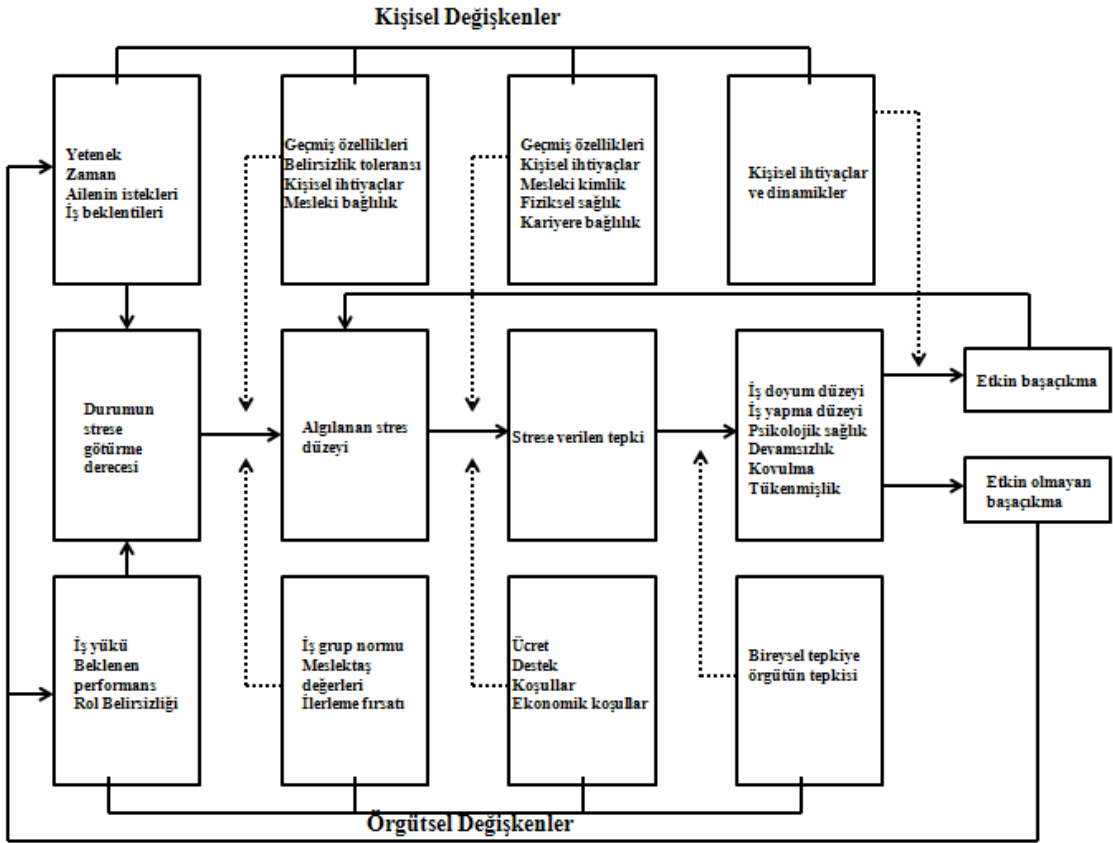 Kişisel Değişkenler
Yetenek
Zaman
Ailenin istekleri
İş beklentileri
Geçmiş özellikleri
Belirsizlik toleransı
Kişisel ihtiyaçlar
Mesleki bağlılık
Geçmiş özellikleri
Kişisel ihtiyaçlar
Mesleki kimlik
Fiziksel sağlık
Kariyere bağlılık
Kişisel ihtiyaçlar
ve dinamikler
Durumun
strese
götürme
derecesi
Algılanan stres
düzeyi
Strese verilen tepki
İş doyum düzeyi
İş yapma düzeyi
Psikolojik sağlık
Devamsızlık
Kovulma
Tükenmişlik
Etkin başaçıkma
Etkin olmayan
başaçıkma
İş yükü
Beklenen
performans
Rol Belirsizliği
İş grup normu
Meslektaş
değerleri
İlerleme fırsatı
Ücret
Destek
Koşullar
Ekonomik koşullar
Bireysel tepkiye
örgütün tepkisi
Örgütsel Değişkenler